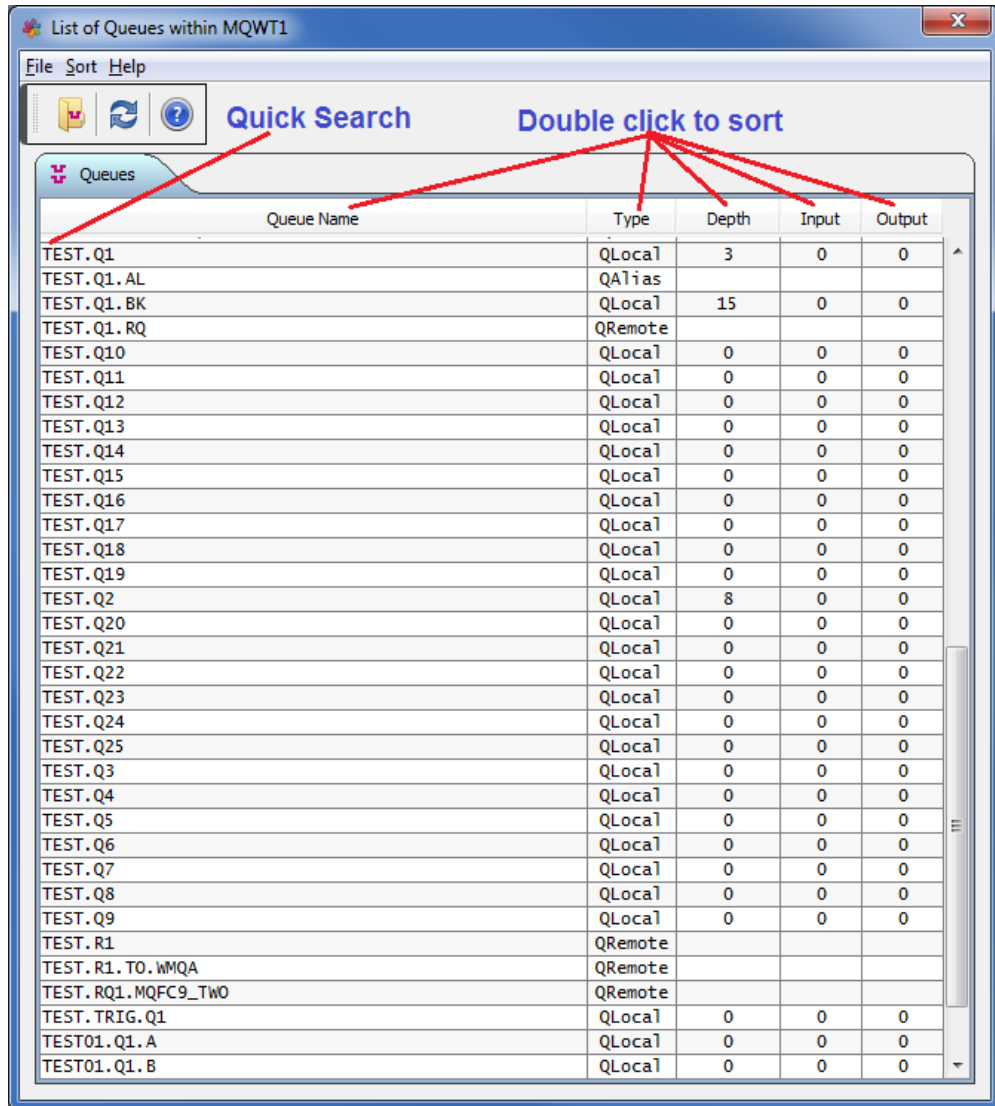 List of Queues within MQWT1
File Sort Help
Quick Search Double click to sort
Queues
Queue Name Type Depth Input Output
TEST.Q1 QLocal 3 0 0
TEST.Q1.AL QAlias
TEST.Q1.BK QLocal 15 0 0
TEST.Q1.RQ QRemote
TEST.Q10 QLocal 0 0 0
TEST.Q11 QLocal 0 0 0
TEST.Q12 QLocal 0 0 0
TEST.Q13 QLocal 0 0 0
TEST.Q14 QLocal 0 0 0
TEST.Q15 QLocal 0 0 0
TEST.Q16 QLocal 0 0 0
TEST.Q17 QLocal 0 0 0
TEST.Q18 QLocal 0 0 0
TEST.Q19 QLocal 0 0 0
TEST.Q2 QLocal 8 0 0
TEST.Q20 QLocal 0 0 0
TEST.Q21 QLocal 0 0 0
TEST.Q22 QLocal 0 0 0
TEST.Q23 QLocal 0 0 0
TEST.Q24 QLocal 0 0 0
TEST.Q25 QLocal 0 0 0
TEST.Q3 QLocal 0 0 0
TEST.Q4 QLocal 0 0 0
TEST.Q5 QLocal 0 0 0
TEST.Q6 QLocal 0 0 0
TEST.Q7 QLocal 0 0 0
TEST.Q8 QLocal 0 0 0
TEST.Q9 QLocal 0 0 0
TEST.R1 QRemote
TEST.R1.TO.WMQA QRemote
TEST.RQ1.MQFC9_TWO QRemote
TEST.TRIG.Q1 QLocal 0 0 0
TEST01.Q1.A QLocal 0 0 0
TEST01.Q1.B QLocal 0 0 0